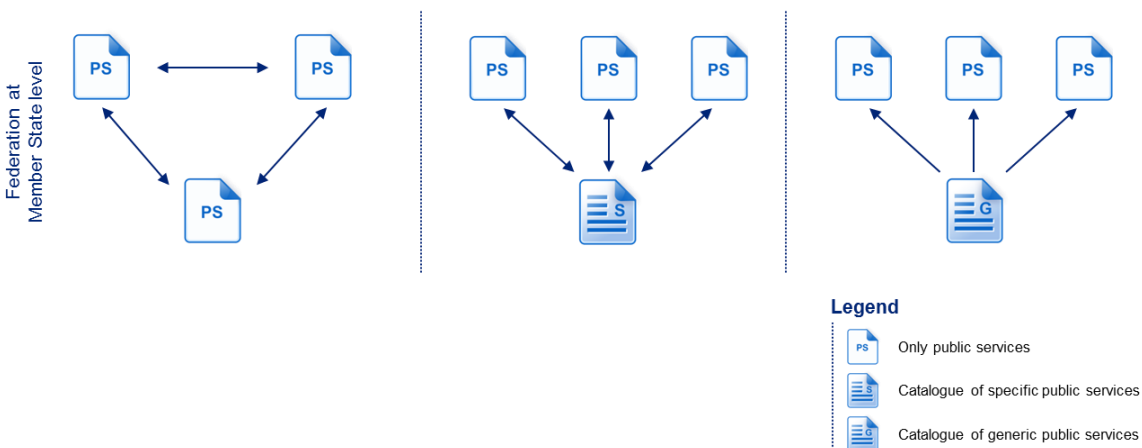 Federation at
Member State level
PS
PS
PS
PS
PS
PS
S
PS
PS
PS
G
Legend
PS
Only public services
S
Catalogue of specific public services
G
Catalogue of generic public services